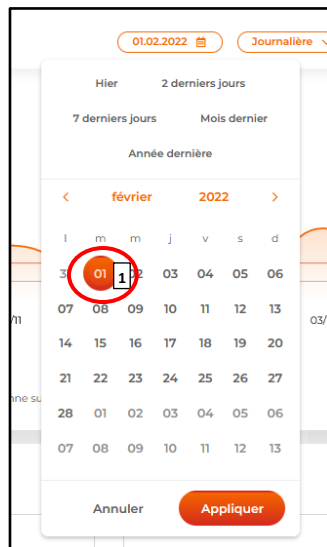 01.02.2022 Journalière
Hier 2 derniers jours
7 derniers jours Mois dernier
Année dernière
< février 2022 >
l m m j v s d
01 1 03 04 05 06
07 08 09 10 11 12 13
/11 03/
14 15 16 17 18 19 20
21 22 23 24 25 26 27
nne su
28 01 02 03 04 05 06
07 08 09 10 11 12 13
Annuler Appliquer